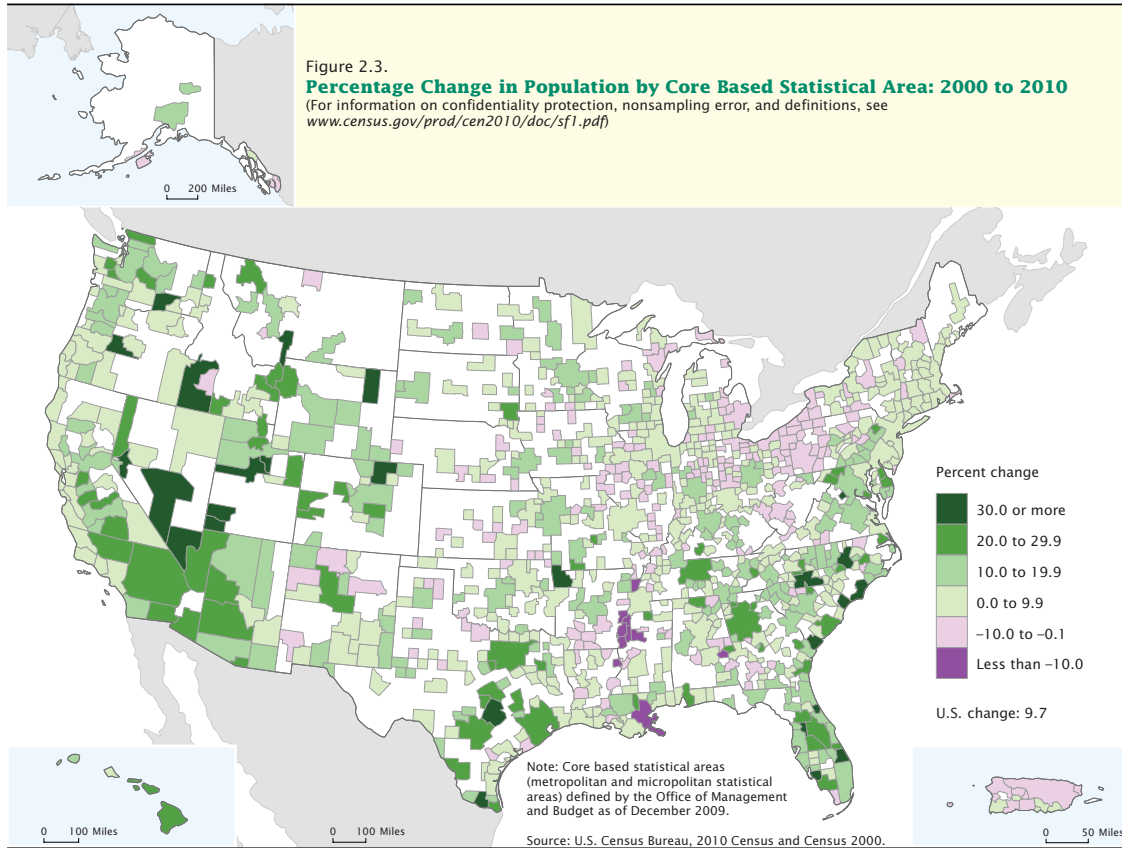 Figure 2.3.
Percentage Change in Population by Core Based Statistical Area: 2000 to 2010
(For information on confidentiality protection, nonsampling error, and definitions, see
www.census.gov/prod/cen2010/doc/sf1.pdf)
0 200 Miles
Percent change
30.0 or more
20.0 to 29.9
10.0 to 19.9
0.0 to 9.9
–10.0 to –0.1
Less than –10.0
U.S. change: 9.7
Note: Core based statistical areas
(metropolitan and micropolitan statistical
areas) defined by the Office of Management
and Budget as of December 2009.
Source: U.S. Census Bureau, 2010 Census and Census 2000.
0 100 Miles
0 100 Miles
0 50 Miles